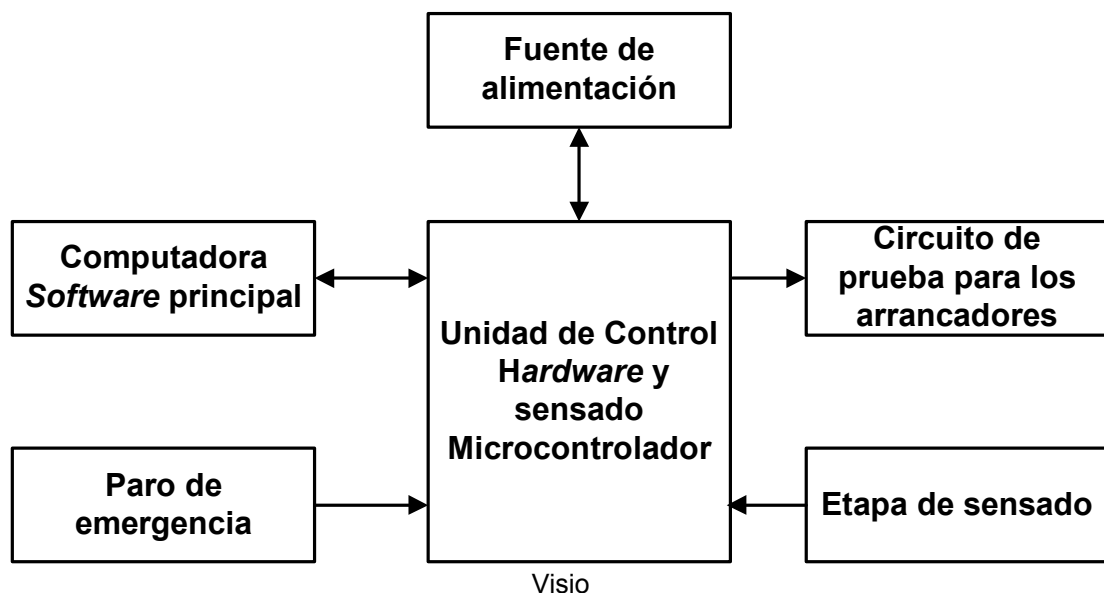 Fuente de
alimentación
Computadora
Software principal
Unidad de Control
Hardware y
sensado
Microcontrolador
Circuito de
prueba para los
arrancadores
Paro de
emergencia
Etapa de sensado
Visio